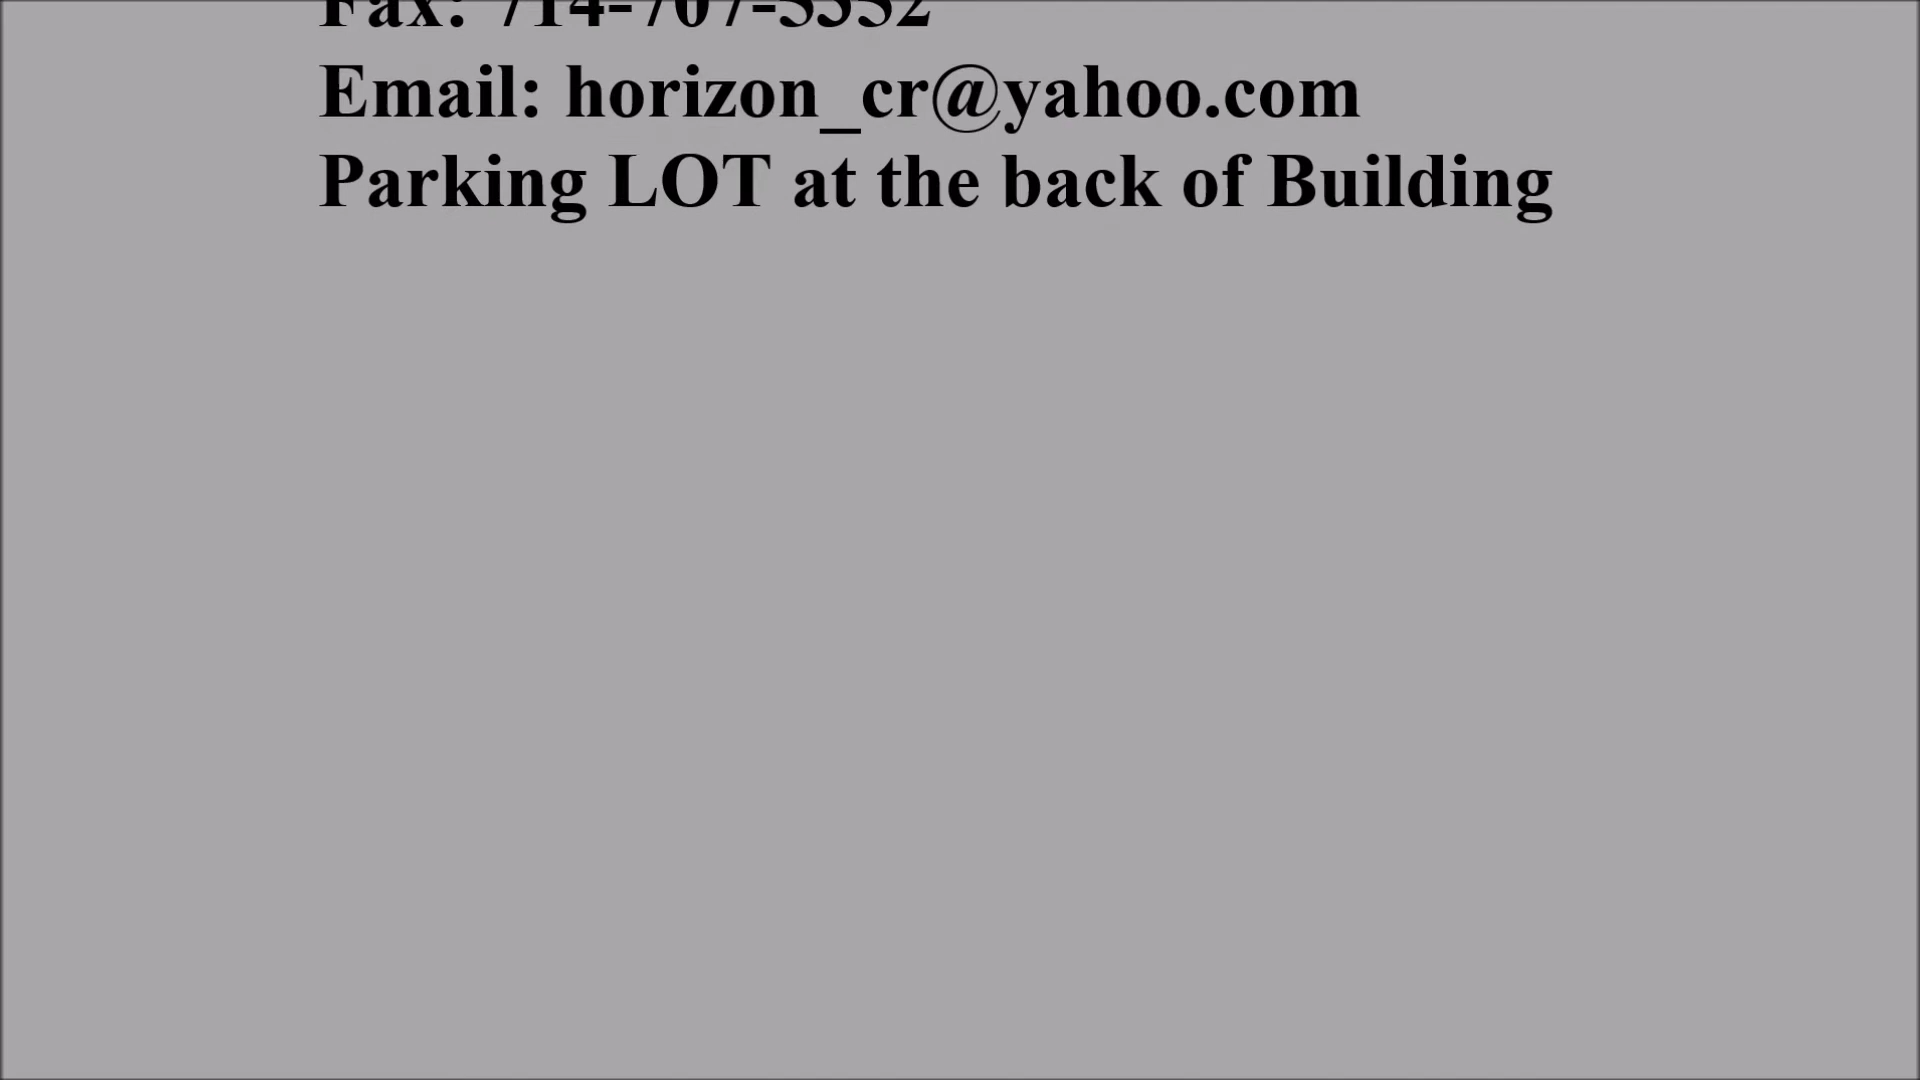 Fax: 714-707-5552
Email: horizon_cr@yahoo.com
Parking LOT at the back of Building